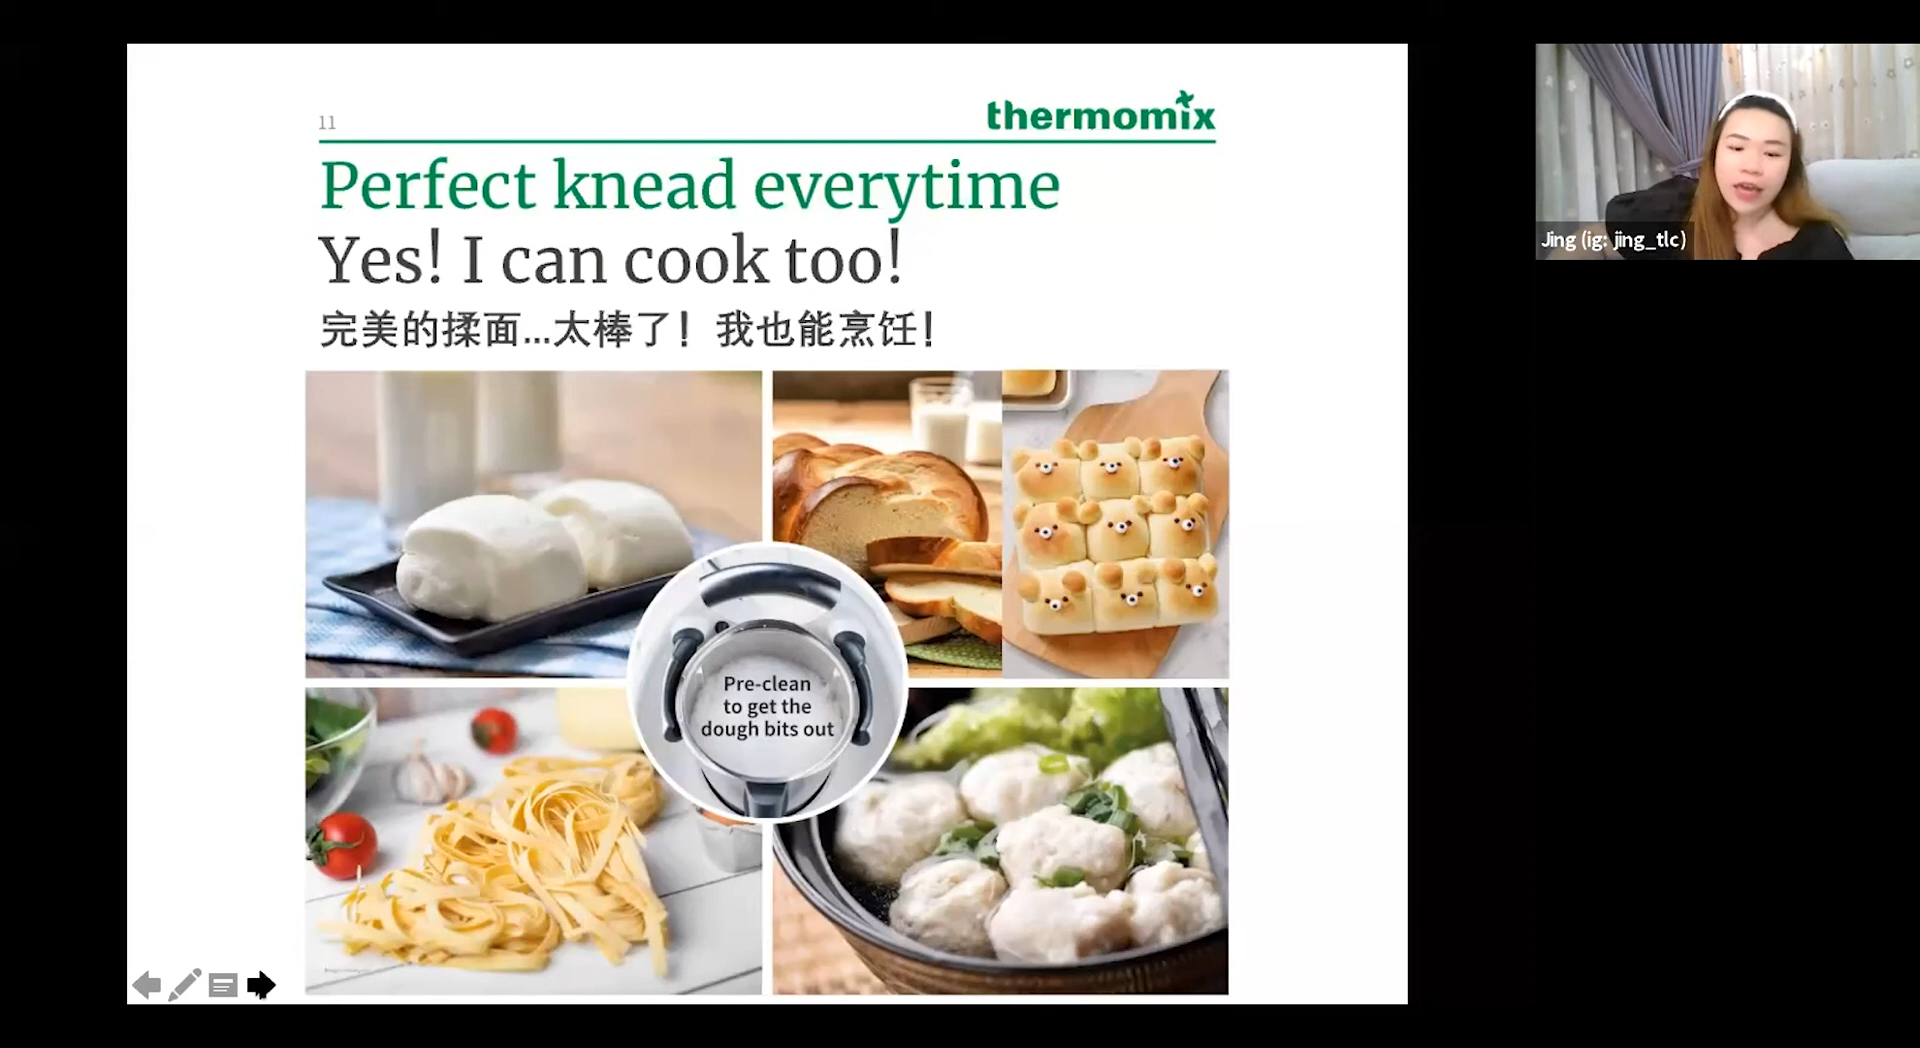 11
thermomix
Perfect knead everytime
Yes! I can cook too!
完美的揉面...太棒了！我也能烹饪！
Pre-clean
to get the
dough bits out
Jing (ig: jing_tlc)